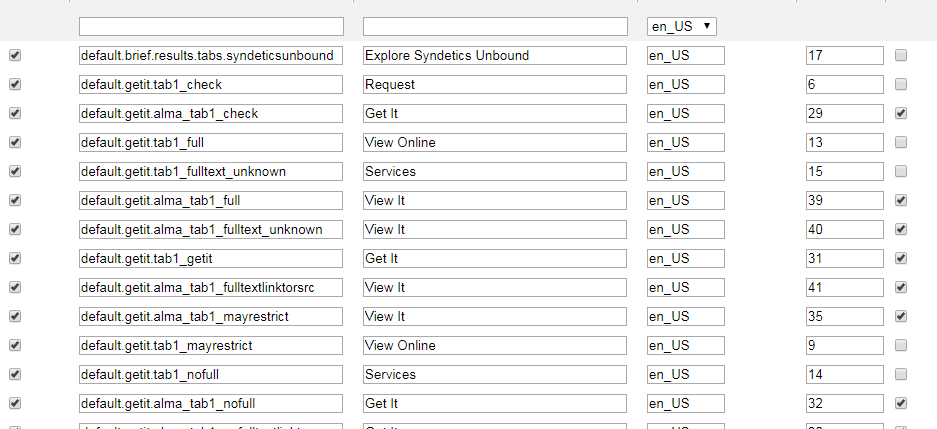 en_US
default.brief.results.tabs.syndeticsunbound Explore Syndetics Unbound en_US 17
default.getit.tab1_check Request en_US 6
default.getit.alma_tab1_check Get It en_US 29
default.getit.tab1_full View Online en_US 13
default.getit.tab1_fulltext_unknown Services en_US 15
default.getit.alma_tab1_full View It en_US 39
default.getit.alma_tab1_fulltext_unknown View It en_US 40
default.getit.tab1_getit Get It en_US 31
default.getit.alma_tab1_fulltextlinktorsrc View It en_US 41
default.getit.alma_tab1_mayrestrict View It en_US 35
default.getit.tab1_mayrestrict View Online en_US 9
default.getit.tab1_nofull Services en_US 14
default.getit.alma_tab1_nofull Get It en_US 32